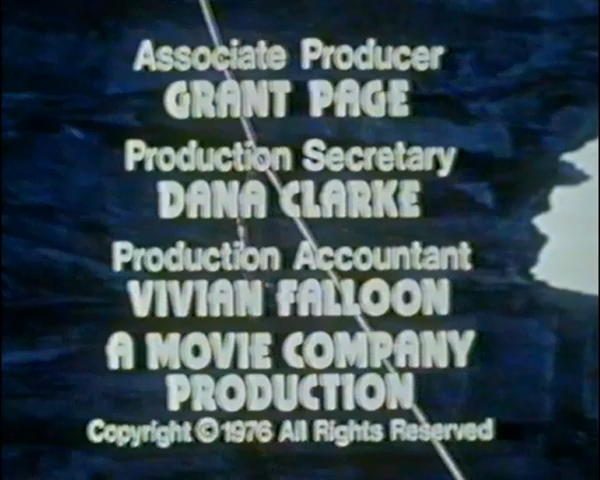 Associate Producer
GRANT PAGE
Production Secretary
DANA CLARKE
Production Accountant
VIVIAN FALLOON
A MOVIE COMPANY
PRODUCTION
Copyright © 1976 All Rights Reserved